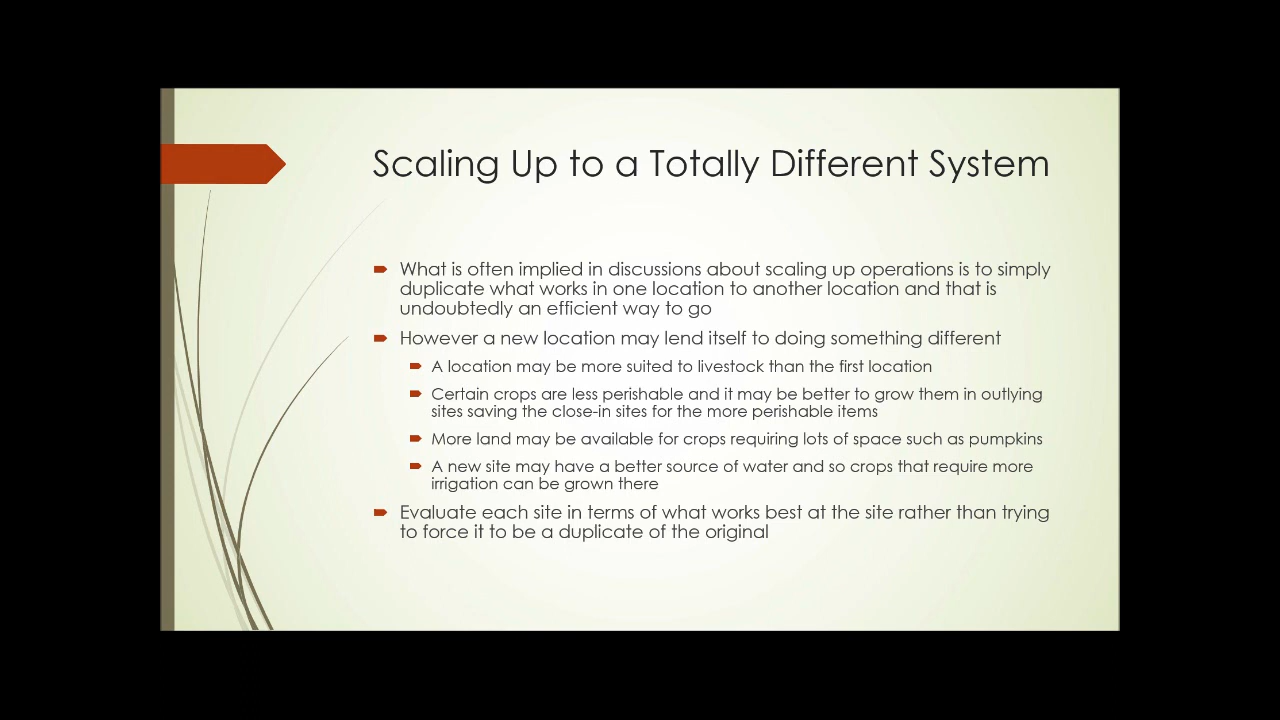 Scaling Up to a Totally Different System
What is often implied in discussions about scaling up operations is to simply
duplicate what works in one location to another location and that is
undoubtedly an efficient way to go
However a new location may lend itself to doing something different
A location may be more suited to livestock than the first location
Certain crops are less perishable and it may be better to grow them in outlying
sites saving the close-in sites for the more perishable items
More land may be available for crops requiring lots of space such as pumpkins
A new site may have a better source of water and so crops that require more
irrigation can be grown there
Evaluate each site in terms of what works best at the site rather than trying
to force it to be a duplicate of the original